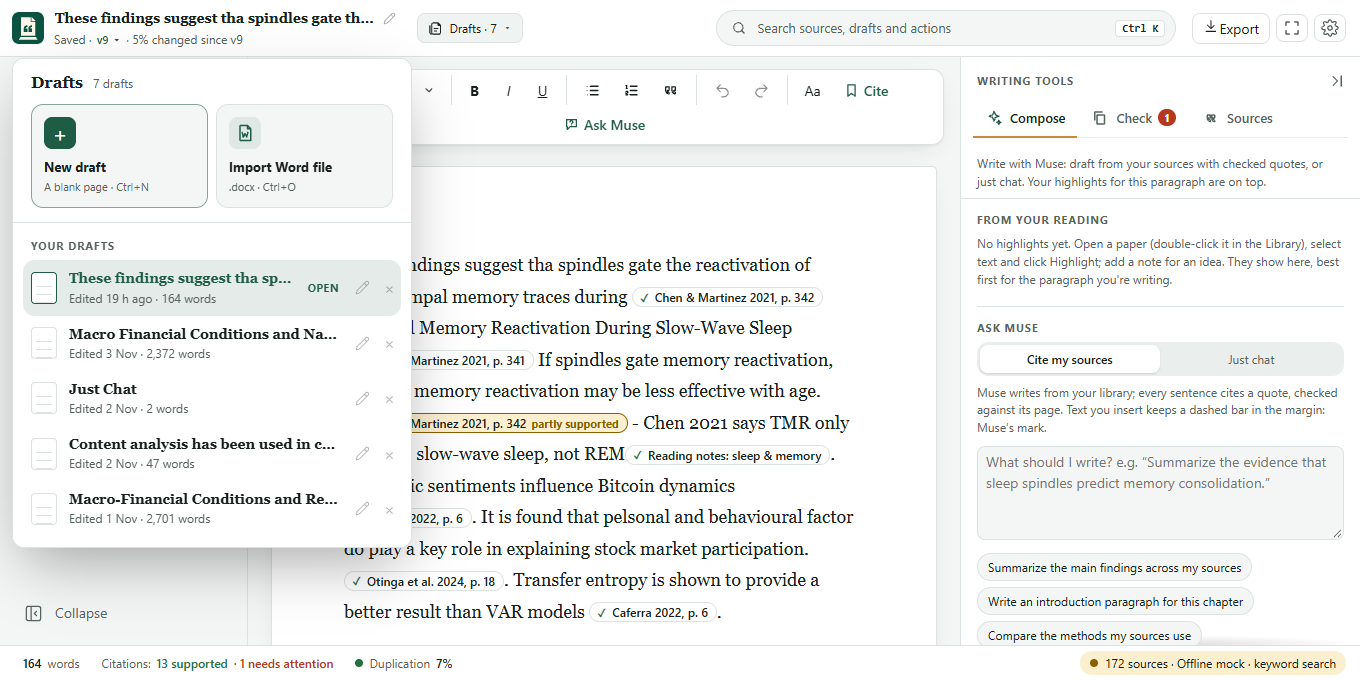 These findings suggest tha spindles gate th...
Saved · v9 · 5% changed since v9
Drafts · 7
Search sources, drafts and actions
Ctrl K
Export
Drafts 7 drafts
New draft
A blank page · Ctrl+N
Import Word file
.docx · Ctrl+O
YOUR DRAFTS
These findings suggest tha sp...
Edited 19 h ago · 164 words
OPEN
Macro Financial Conditions and Na...
Edited 3 Nov · 2,372 words
Just Chat
Edited 2 Nov · 2 words
Content analysis has been used in c...
Edited 2 Nov · 47 words
Macro-Financial Conditions and Re...
Edited 1 Nov · 2,701 words
Collapse
B I U
Aa
Cite
Ask Muse
ndings suggest tha spindles gate the reactivation of
mpal memory traces during ✓ Chen & Martinez 2021, p. 342
l Memory Reactivation During Slow-Wave Sleep
Martinez 2021, p. 341 If spindles gate memory reactivation,
memory reactivation may be less effective with age.
Martinez 2021, p. 342 partly supported - Chen 2021 says TMR only
slow-wave sleep, not REM ✓ Reading notes: sleep & memory .
ic sentiments influence Bitcoin dynamics
2022, p. 6 . It is found that pelsonal and behavioural factor
do play a key role in explaining stock market participation.
✓ Otinga et al. 2024, p. 18 . Transfer entropy is shown to provide a
better result than VAR models ✓ Caferra 2022, p. 6 .
WRITING TOOLS
Compose
Check 1
Sources
Write with Muse: draft from your sources with checked quotes, or
just chat. Your highlights for this paragraph are on top.
FROM YOUR READING
No highlights yet. Open a paper (double-click it in the Library), select
text and click Highlight; add a note for an idea. They show here, best
first for the paragraph you're writing.
ASK MUSE
Cite my sources
Just chat
Muse writes from your library; every sentence cites a quote, checked
against its page. Text you insert keeps a dashed bar in the margin:
Muse's mark.
What should I write? e.g. “Summarize the evidence that
sleep spindles predict memory consolidation.”
Summarize the main findings across my sources
Write an introduction paragraph for this chapter
Compare the methods my sources use
164 words
Citations: 13 supported · 1 needs attention
Duplication 7%
172 sources · Offline mock · keyword search